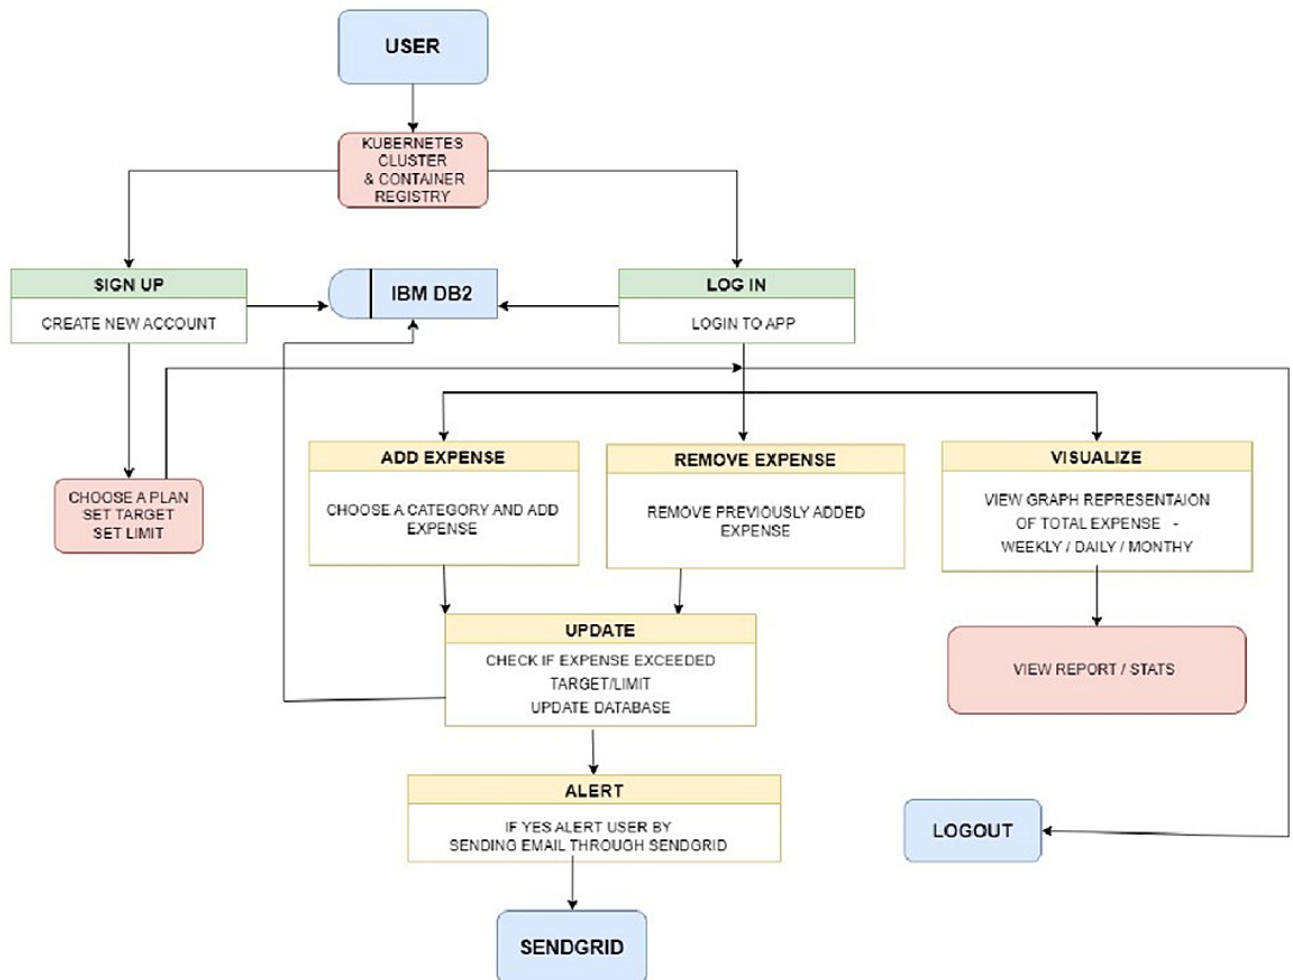 USER
KUBERNETES
CLUSTER
& CONTAINER
REGISTRY
SIGN UP
CREATE NEW ACCOUNT
IBM DB2
LOG IN
LOGIN TO APP
CHOOSE A PLAN
SET TARGET
SET LIMIT
ADD EXPENSE
CHOOSE A CATEGORY AND ADD
EXPENSE
REMOVE EXPENSE
REMOVE PREVIOUSLY ADDED
EXPENSE
VISUALIZE
VIEW GRAPH REPRESENTAION
OF TOTAL EXPENSE -
WEEKLY / DAILY / MONTHY
UPDATE
CHECK IF EXPENSE EXCEEDED
TARGET/LIMIT
UPDATE DATABASE
VIEW REPORT / STATS
ALERT
IF YES ALERT USER BY
SENDING EMAIL THROUGH SENDGRID
LOGOUT
SENDGRID